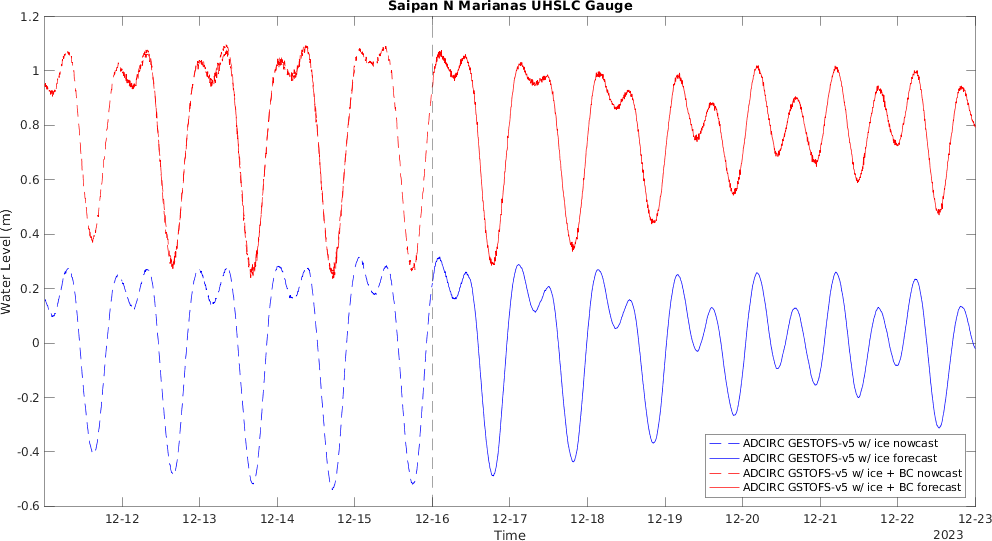 Saipan N Marianas UHSLC Gauge
1.2
1
0.8
0.6
0.4
0.2
0
-0.2
-0.4
-0.6
Water Level (m)
ADCIRC GESTOFS-v5 w/ ice nowcast
ADCIRC GESTOFS-v5 w/ ice forecast
ADCIRC GSTOFS-v5 w/ ice + BC nowcast
ADCIRC GSTOFS-v5 w/ ice + BC forecast
12-12 12-13 12-14 12-15 12-16 12-17 12-18 12-19 12-20 12-21 12-22 12-23
Time
2023